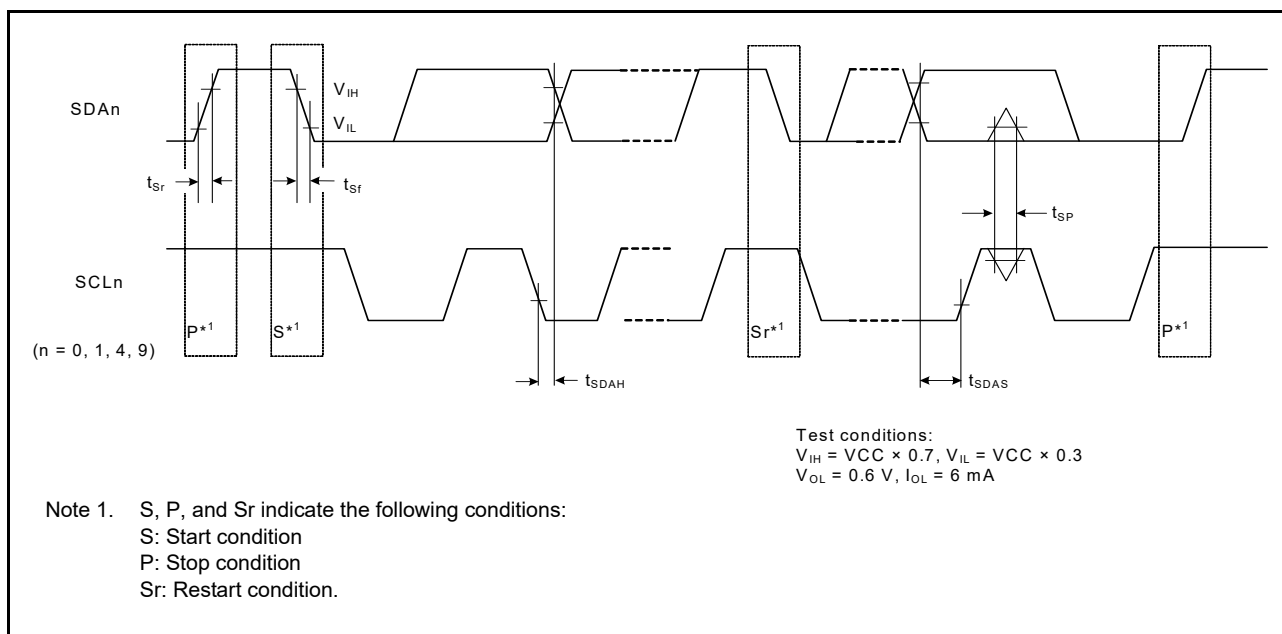 SDAn
V_IH
V_IL
t_Sr
t_Sf
t_SP
SCLn
P*1
S*1
Sr*1
P*1
(n = 0, 1, 4, 9)
t_SDAH
t_SDAS
Test conditions:
V_IH = VCC × 0.7, V_IL = VCC × 0.3
V_OL = 0.6 V, I_OL = 6 mA
Note 1. S, P, and Sr indicate the following conditions:
S: Start condition
P: Stop condition
Sr: Restart condition.